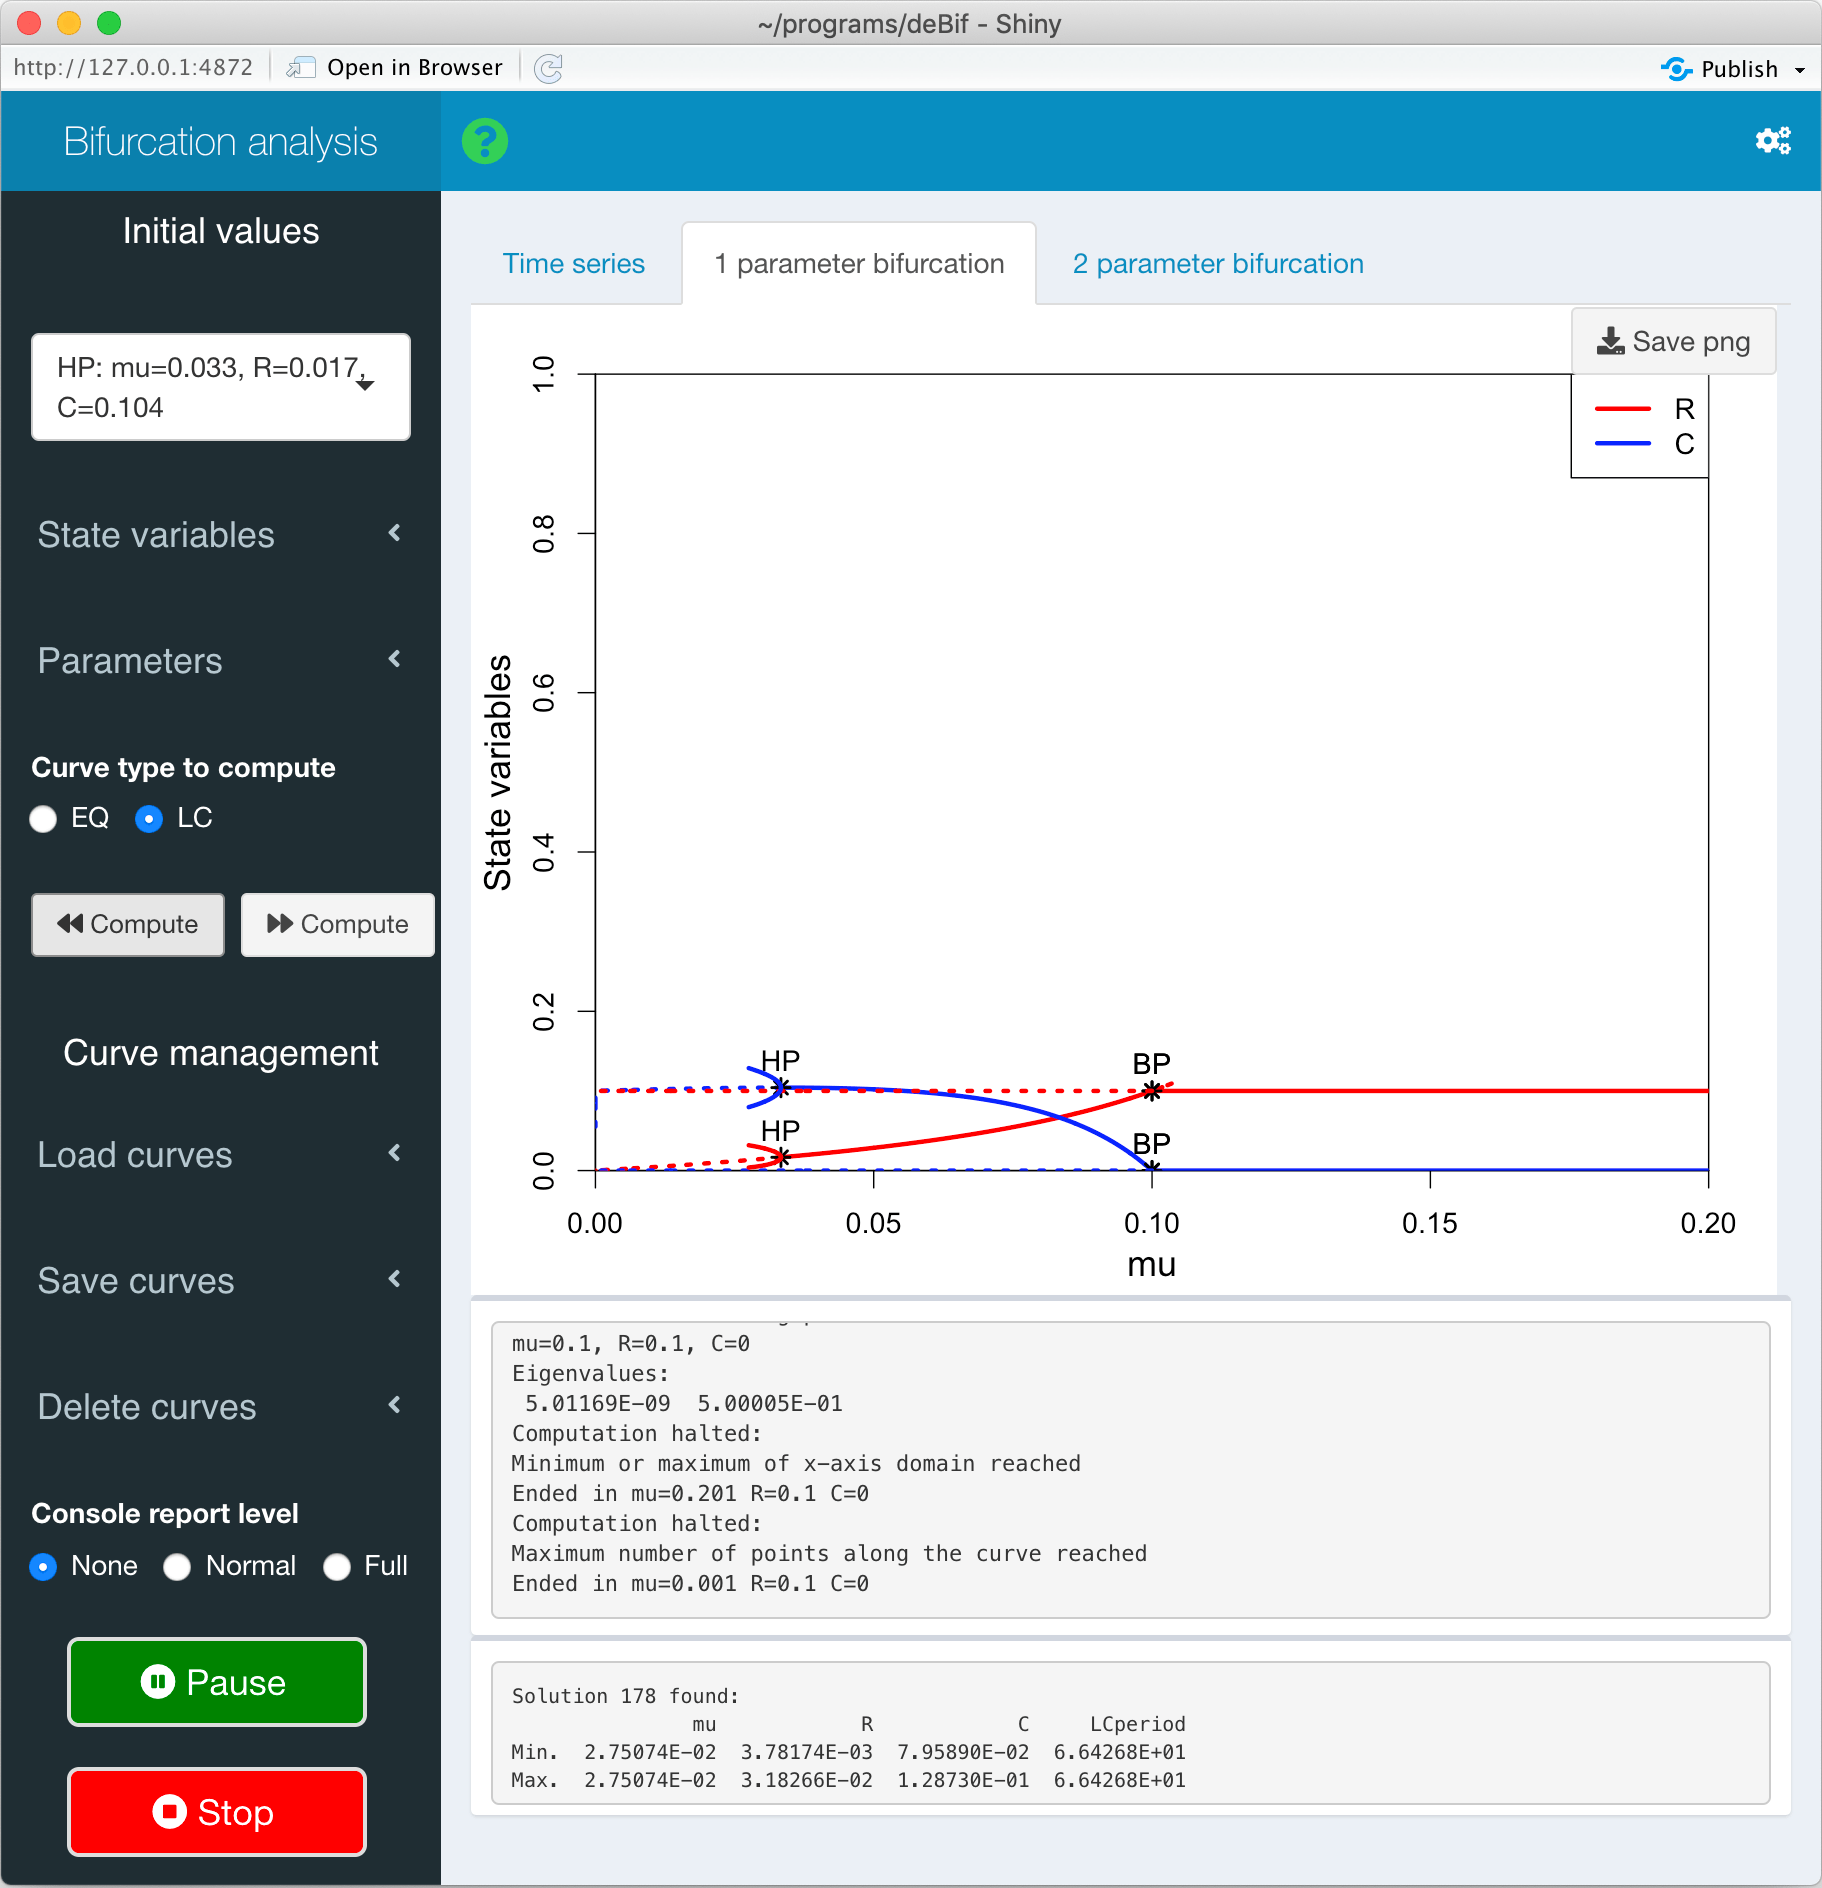 ~/programs/deBif - Shiny
http://127.0.0.1:4872 Open in Browser Publish
Bifurcation analysis
?
Initial values
HP: mu=0.033, R=0.017,
C=0.104
State variables
Parameters
Curve type to compute
EQ LC
Compute Compute
Curve management
Load curves
Save curves
Delete curves
Console report level
None Normal Full
Pause
Stop
Time series 1 parameter bifurcation 2 parameter bifurcation
Save png
R
C
1.0
0.8
0.6
0.4
0.2
0.0
State variables
HP
HP
BP
BP
0.00 0.05 0.10 0.15 0.20
mu
mu=0.1, R=0.1, C=0
Eigenvalues:
5.01169E-09 5.00005E-01
Computation halted:
Minimum or maximum of x-axis domain reached
Ended in mu=0.201 R=0.1 C=0
Computation halted:
Maximum number of points along the curve reached
Ended in mu=0.001 R=0.1 C=0
Solution 178 found:
mu R C LCperiod
Min. 2.75074E-02 3.78174E-03 7.95890E-02 6.64268E+01
Max. 2.75074E-02 3.18266E-02 1.28730E-01 6.64268E+01